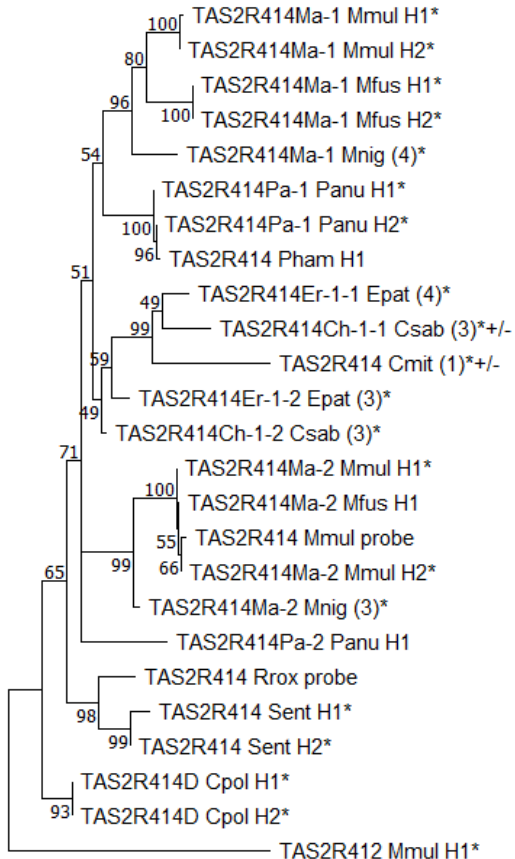 100 TAS2R414Ma-1 Mmul H1*
TAS2R414Ma-1 Mmul H2*
80
TAS2R414Ma-1 Mfus H1*
96
100 TAS2R414Ma-1 Mfus H2*
54
TAS2R414Ma-1 Mnig (4)*
TAS2R414Pa-1 Panu H1*
100 TAS2R414Pa-1 Panu H2*
96 TAS2R414 Pham H1
51
49 TAS2R414Er-1-1 Epat (4)*
99 TAS2R414Ch-1-1 Csab (3)*+/-
59 TAS2R414 Cmit (1)*+/-
TAS2R414Er-1-2 Epat (3)*
49 TAS2R414Ch-1-2 Csab (3)*
71
TAS2R414Ma-2 Mmul H1*
100 TAS2R414Ma-2 Mfus H1
55 TAS2R414 Mmul probe
99 66 TAS2R414Ma-2 Mmul H2*
65
TAS2R414Ma-2 Mnig (3)*
TAS2R414Pa-2 Panu H1
TAS2R414 Rrox probe
98 TAS2R414 Sent H1*
99 TAS2R414 Sent H2*
TAS2R414D Cpol H1*
93 TAS2R414D Cpol H2*
TAS2R412 Mmul H1*